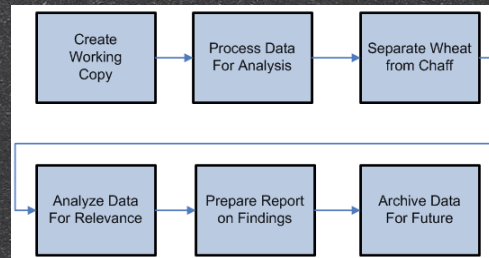 Create
Working
Copy
Process Data
For Analysis
Separate Wheat
from Chaff
Analyze Data
For Relevance
Prepare Report
on Findings
Archive Data
For Future